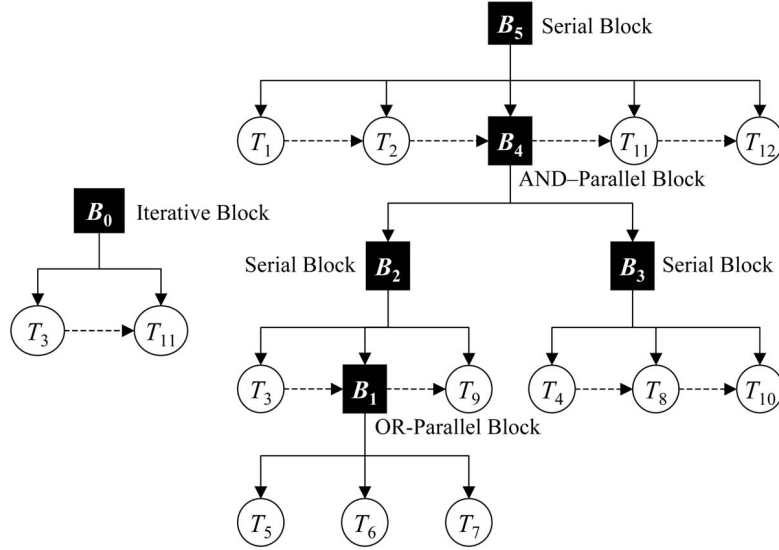 B5 Serial Block
T1 T2 B4 T11 T12
AND–Parallel Block
B0 Iterative Block
Serial Block B2 B3 Serial Block
T3 T11
T3 B1 T9 T4 T8 T10
OR-Parallel Block
T5 T6 T7